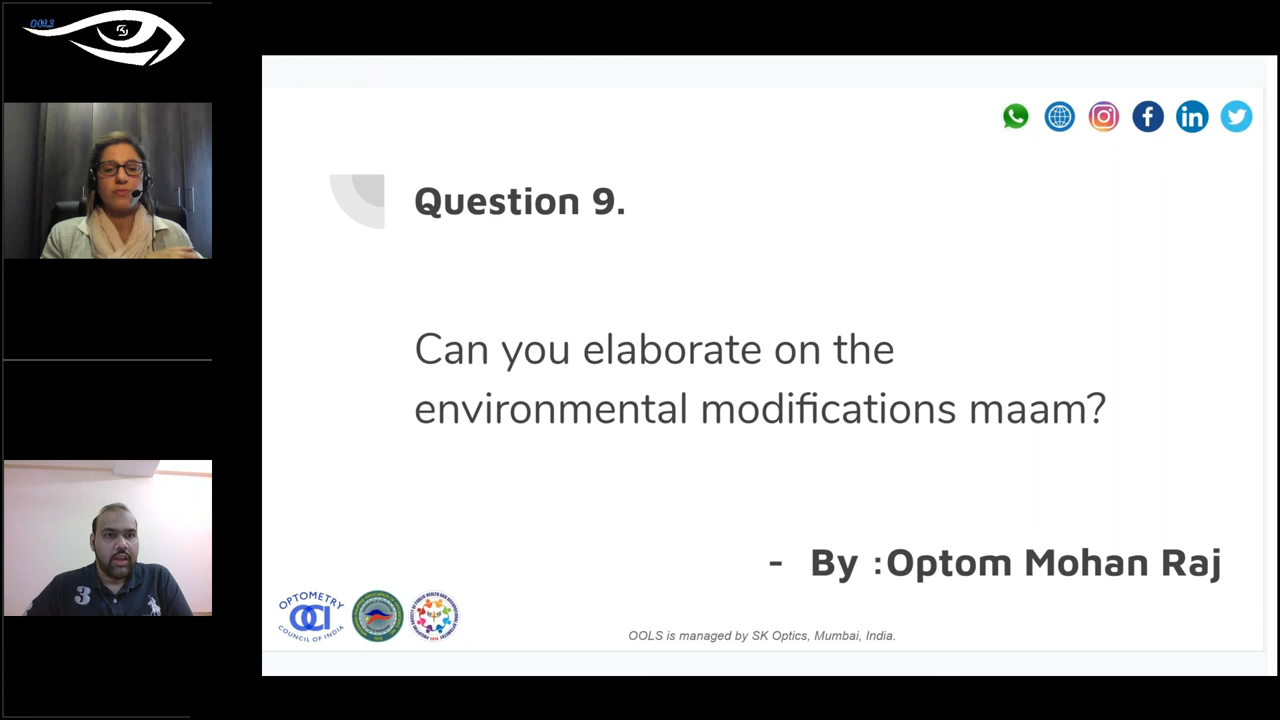 OOLS
Question 9.
Can you elaborate on the
environmental modifications maam?
- By :Optom Mohan Raj
OPTOMETRY
OCI
COUNCIL OF INDIA
OOLS is managed by SK Optics, Mumbai, India.
3